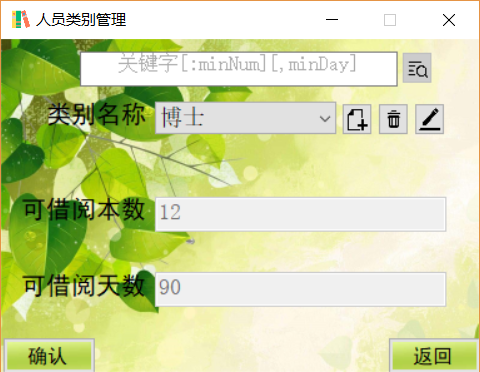 人员类别管理
关键字[:minNum][,minDay]
类别名称 博士
可借阅本数 12
可借阅天数 90
确认 返回